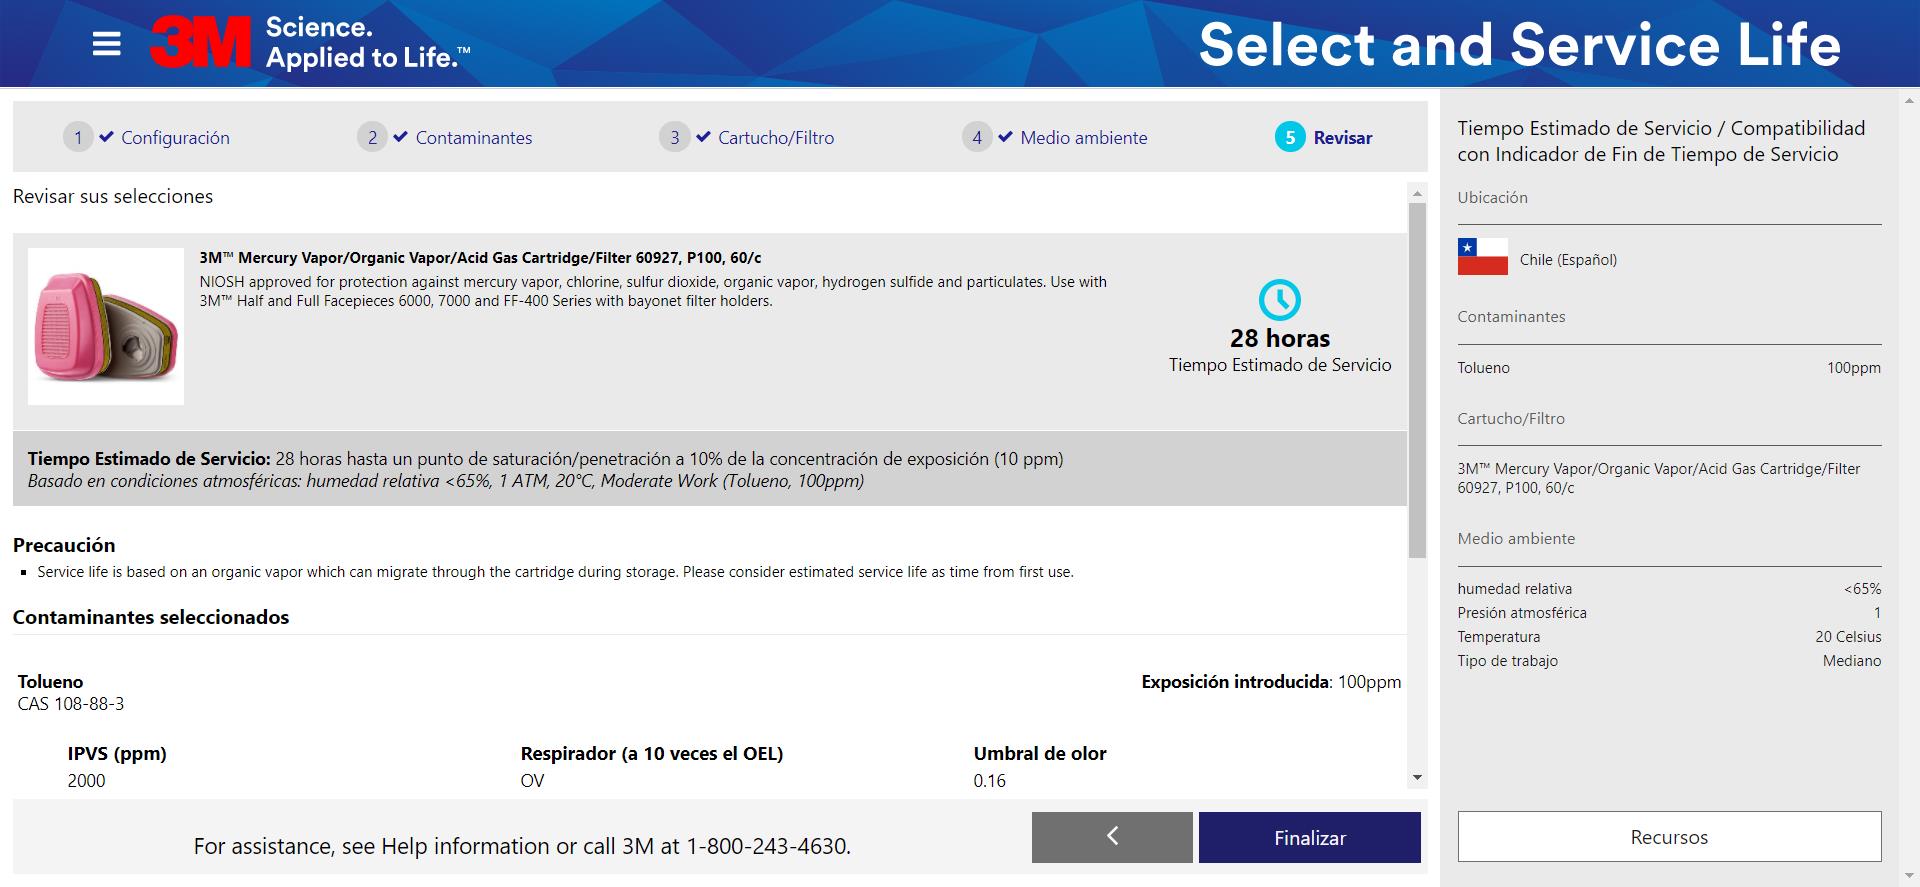 3M Science.
Applied to Life.™
Select and Service Life
1 Configuración
2 Contaminantes
3 Cartucho/Filtro
4 Medio ambiente
5 Revisar
Revisar sus selecciones
3M™ Mercury Vapor/Organic Vapor/Acid Gas Cartridge/Filter 60927, P100, 60/c
NIOSH approved for protection against mercury vapor, chlorine, sulfur dioxide, organic vapor, hydrogen sulfide and particulates. Use with
3M™ Half and Full Facepieces 6000, 7000 and FF-400 Series with bayonet filter holders.
28 horas
Tiempo Estimado de Servicio
Tiempo Estimado de Servicio: 28 horas hasta un punto de saturación/penetración a 10% de la concentración de exposición (10 ppm)
Basado en condiciones atmosféricas: humedad relativa <65%, 1 ATM, 20°C, Moderate Work (Tolueno, 100ppm)
Precaución
▪ Service life is based on an organic vapor which can migrate through the cartridge during storage. Please consider estimated service life as time from first use.
Contaminantes seleccionados
Tolueno
CAS 108-88-3
Exposición introducida: 100ppm
IPVS (ppm)
2000
Respirador (a 10 veces el OEL)
OV
Umbral de olor
0.16
For assistance, see Help information or call 3M at 1-800-243-4630.
Finalizar
Tiempo Estimado de Servicio / Compatibilidad
con Indicador de Fin de Tiempo de Servicio
Ubicación
Chile (Español)
Contaminantes
Tolueno 100ppm
Cartucho/Filtro
3M™ Mercury Vapor/Organic Vapor/Acid Gas Cartridge/Filter
60927, P100, 60/c
Medio ambiente
humedad relativa <65%
Presión atmosférica 1
Temperatura 20 Celsius
Tipo de trabajo Mediano
Recursos